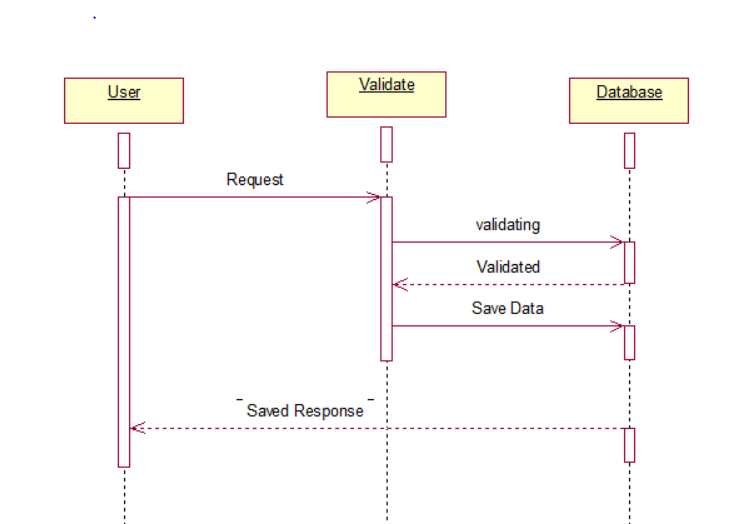 User
Validate
Database
Request
validating
Validated
Save Data
Saved Response